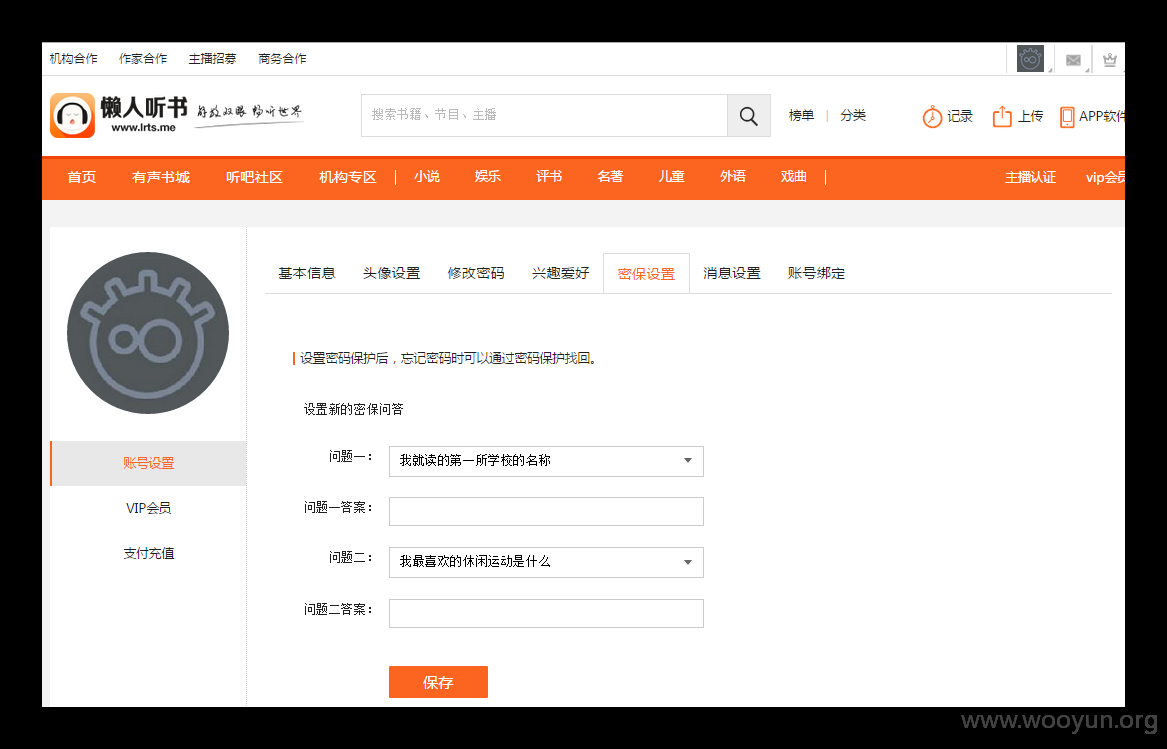 机构合作 作家合作 主播招募 商务合作
懒人听书 解放双眼 畅听世界
www.lrts.me
搜索书籍、节目、主播
榜单 | 分类
记录 上传 APP软件
首页 有声书城 听吧社区 机构专区 | 小说 娱乐 评书 名著 儿童 外语 戏曲 |
主播认证 vip会员
基本信息 头像设置 修改密码 兴趣爱好 密保设置 消息设置 账号绑定
设置密码保护后，忘记密码时可以通过密码保护找回。
设置新的密保问答
账号设置
VIP会员
支付充值
问题一： 我就读的第一所学校的名称
问题一答案：
问题二： 我最喜欢的休闲运动是什么
问题二答案：
保存
www.wooyun.org